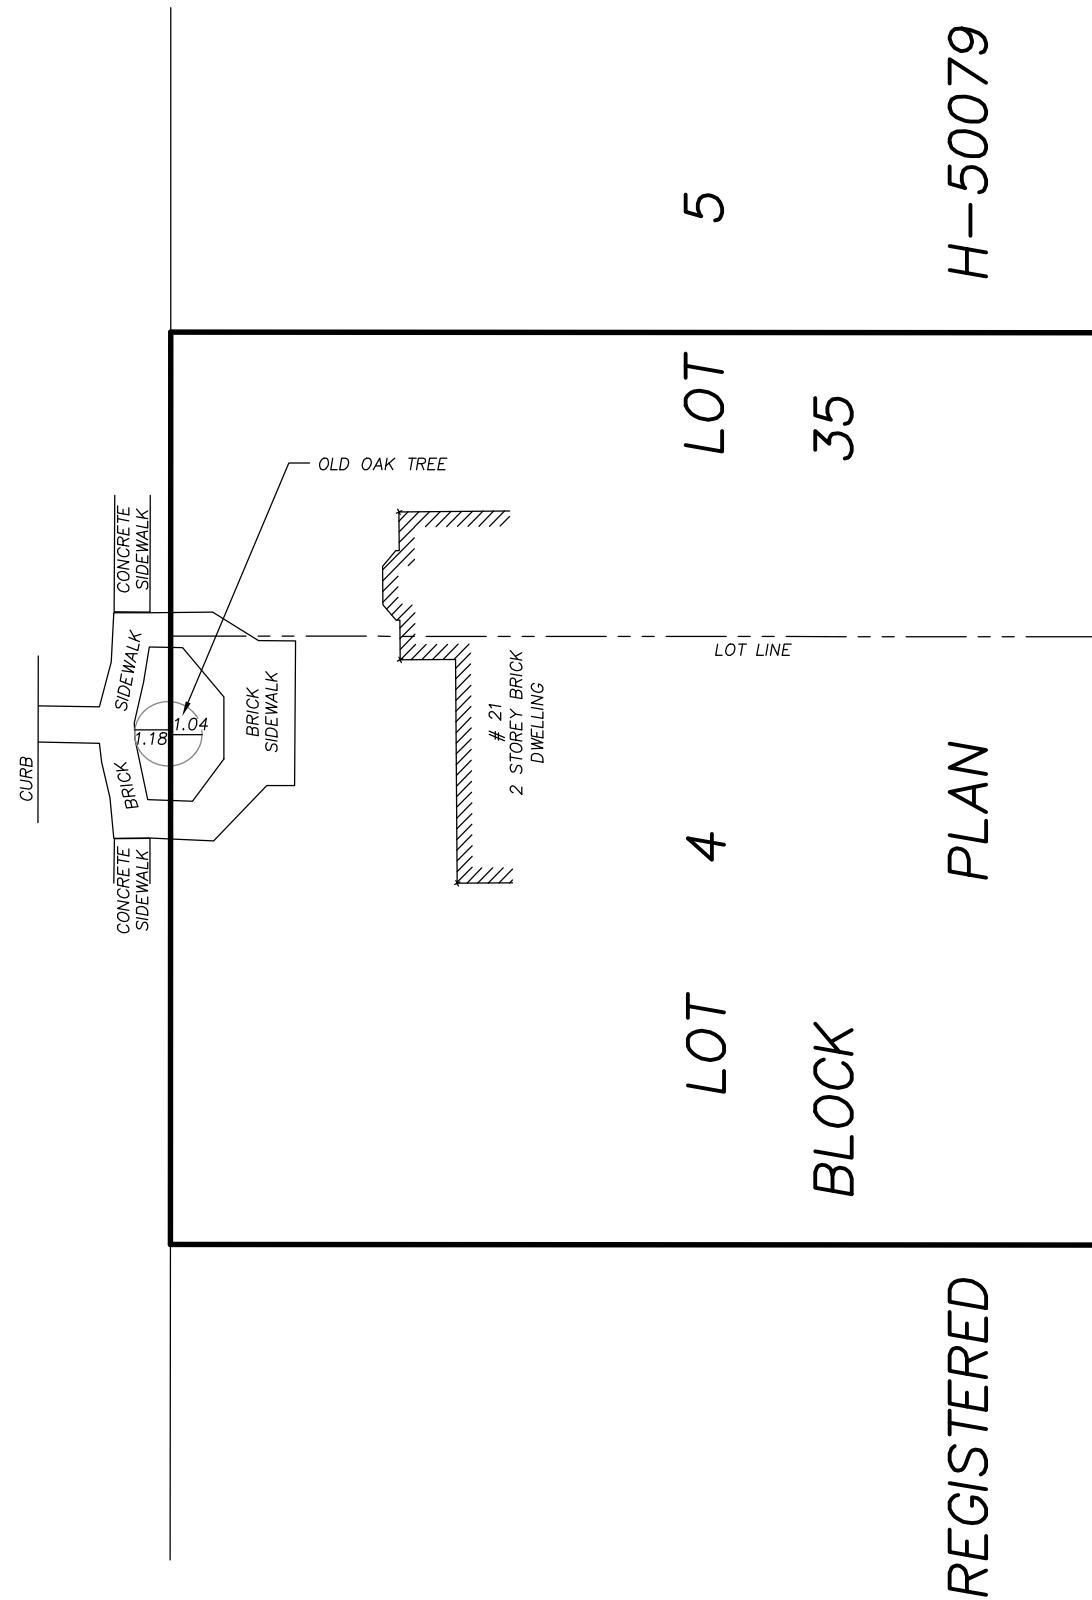 CURB
CONCRETE
SIDEWALK
BRICK SIDEWALK
CONCRETE
SIDEWALK
1.18
1.04
BRICK
SIDEWALK
OLD OAK TREE
# 21
2 STOREY BRICK
DWELLING
LOT LINE
LOT 4 LOT 5
BLOCK 35
REGISTERED PLAN H-50079